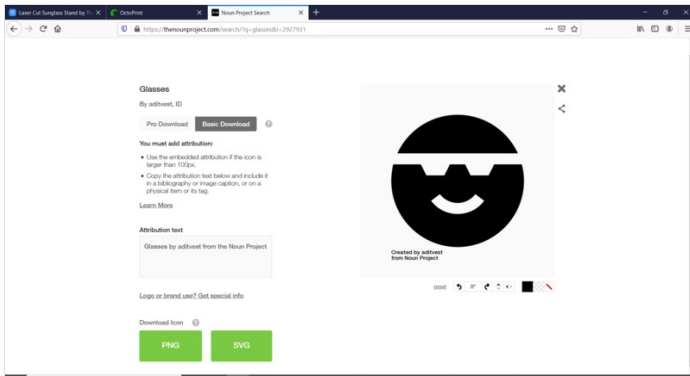 Laser Cut Sunglass Stand by
OctoPrint
Noun Project Search
https://thenounproject.com/search/?q=glasses&i=2927931
Glasses
By aditvest, ID
Pro Download
Basic Download
You must add attribution:
Use the embedded attribution if the icon is
larger than 100px.
Copy the attribution text below and include it
in a bibliography or image caption, or on a
physical item or its tag.
Learn More
Attribution text
Glasses by aditvest from the Noun Project
Logo or brand use? Get special info
Download Icon
PNG
SVG
Created by aditvest
from Noun Project
reset